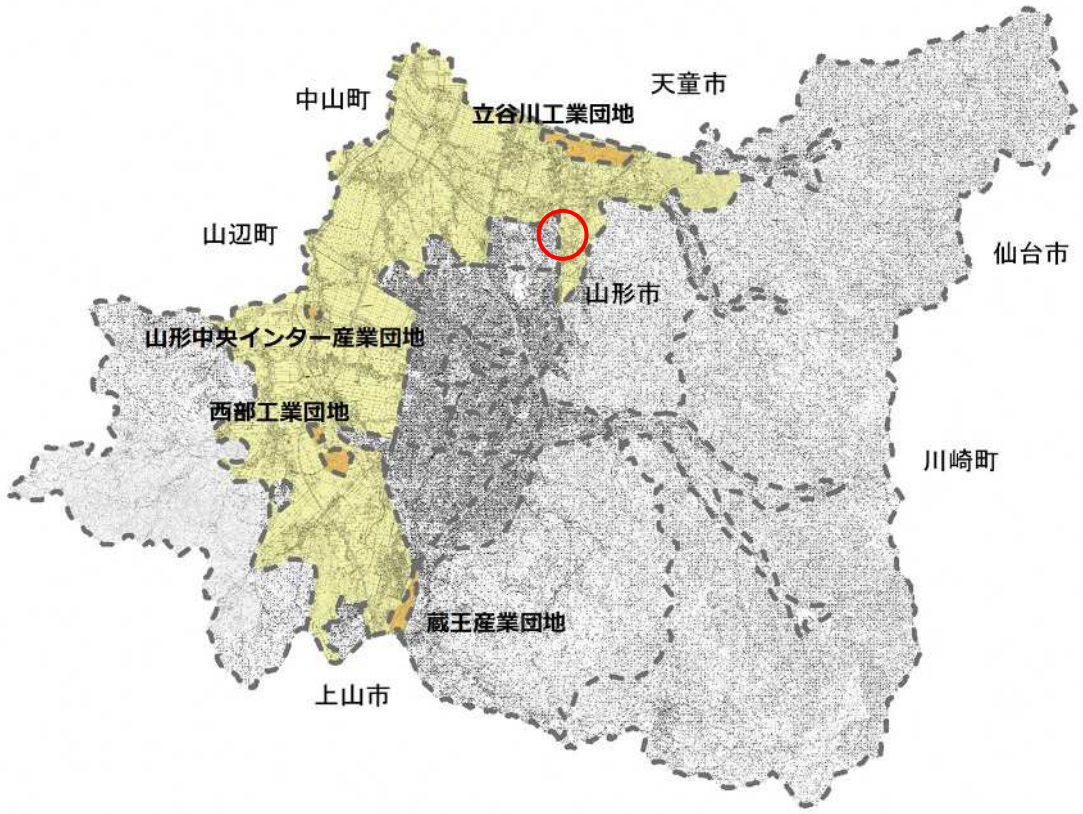 天童市
中山町
立谷川工業団地
山辺町
仙台市
山形市
山形中央インター産業団地
西部工業団地
川崎町
蔵王産業団地
上山市